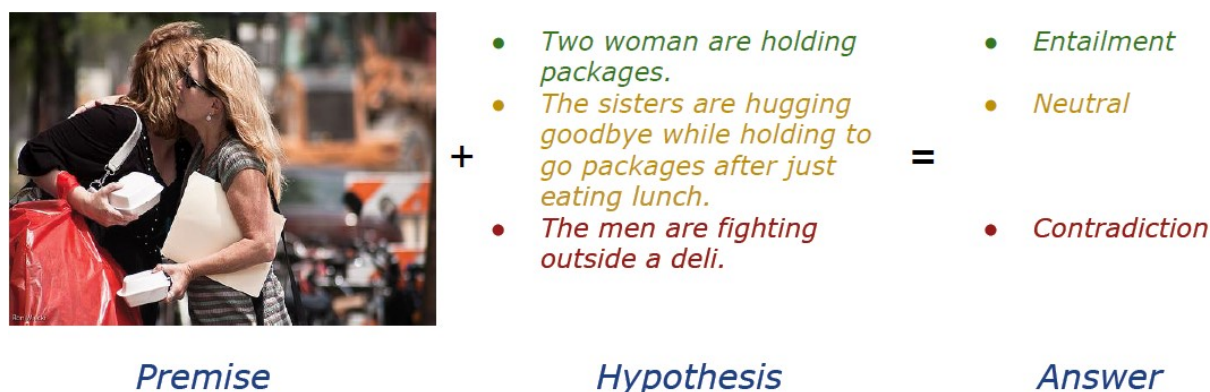 Two woman are holding
packages.
The sisters are hugging
goodbye while holding to
go packages after just
eating lunch.
The men are fighting
outside a deli.
+
=
Entailment
Neutral
Contradiction
Premise
Hypothesis
Answer